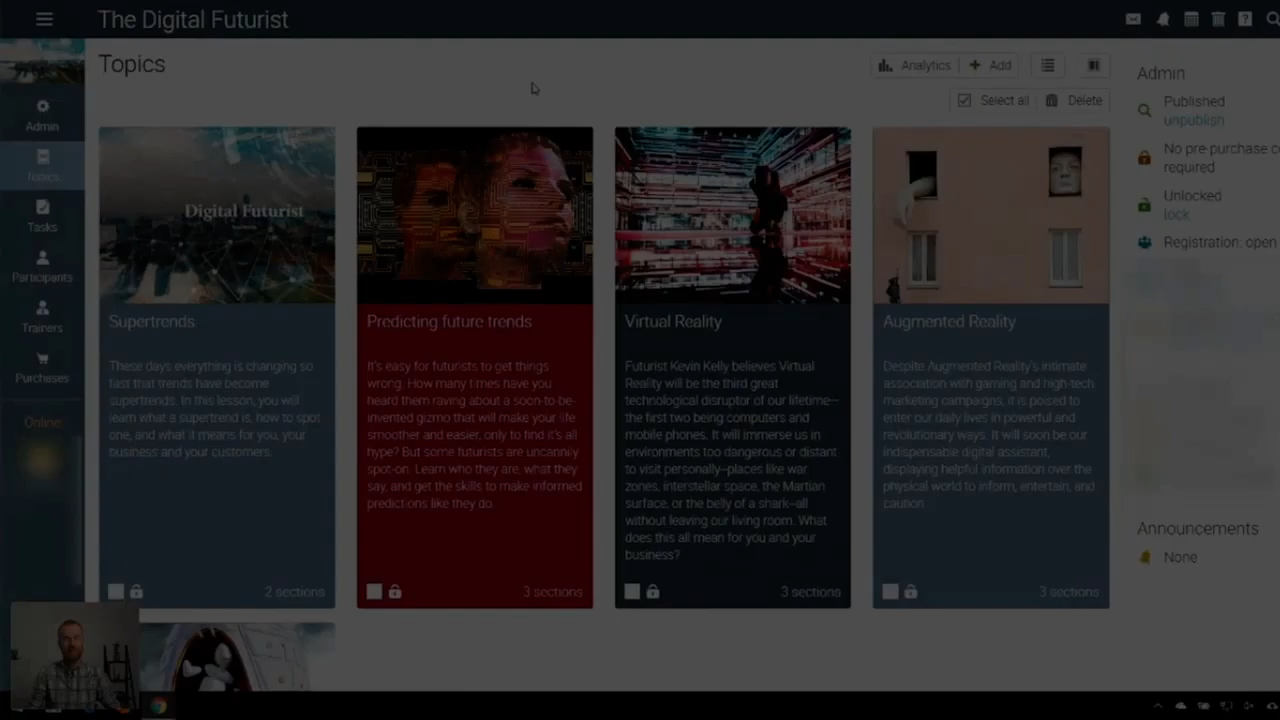 The Digital Futurist
Topics
Analytics
Add
Select all
Delete
Admin
Topics
Tasks
Participants
Trainers
Purchases
Online
Digital Futurist
Supertrends
These days everything is changing so
fast that trends have become
supertrends. In this lesson, you will
learn what a supertrend is, how to spot
one, and what it means for you, your
business and your customers.
2 sections
Predicting future trends
It's easy for futurists to get things
wrong. How many times have you
heard them raving about a soon-to-be-
invented gizmo that will make your life
smoother and easier, only to find it's all
hype? But some futurists are uncannily
spot-on. Learn who they are, what they
say, and get the skills to make informed
predictions like they do.
3 sections
Virtual Reality
Futurist Kevin Kelly believes Virtual
Reality will be the third great
technological disruptor of our lifetime—
the first two being computers and
mobile phones. It will immerse us in
environments too dangerous or distant
to visit personally—places like war
zones, interstellar space, the Martian
surface, or the belly of a shark—all
without leaving our living room. What
does this all mean for you and your
business?
3 sections
Augmented Reality
Despite Augmented Reality's intimate
association with gaming and high-tech
marketing campaigns, it is poised to
enter our daily lives in powerful and
revolutionary ways. It will soon be our
indispensable digital assistant,
displaying helpful information over the
physical world to inform, entertain, and
caution.
3 sections
Admin
Published
unpublish
No pre-purchase c
required
Unlocked
lock
Registration: open
Announcements
None